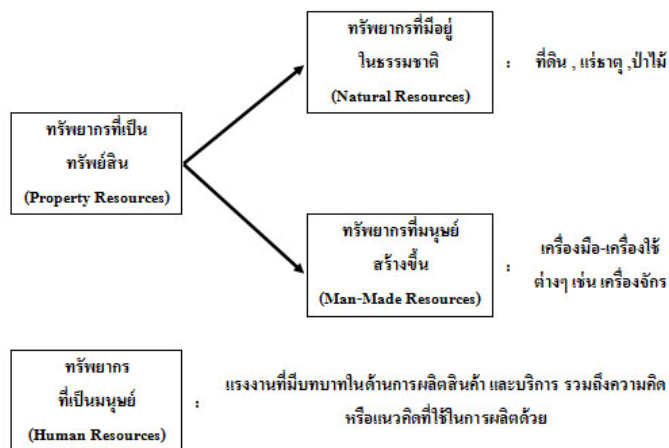 ทรัพยากรที่มีอยู่
ในธรรมชาติ
(Natural Resources)
: ที่ดิน , แร่ธาตุ ,ป่าไม้
ทรัพยากรที่เป็น
ทรัพย์สิน
(Property Resources)
ทรัพยากรที่มนุษย์
สร้างขึ้น
(Man-Made Resources)
:
เครื่องมือ-เครื่องใช้
ต่างๆ เช่น เครื่องจักร
ทรัพยากร
ที่เป็นมนุษย์
(Human Resources)
:
แรงงานที่มีบทบาทในด้านการผลิตสินค้า และบริการ รวมถึงความคิด
หรือแนวคิดที่ใช้ในการผลิตด้วย